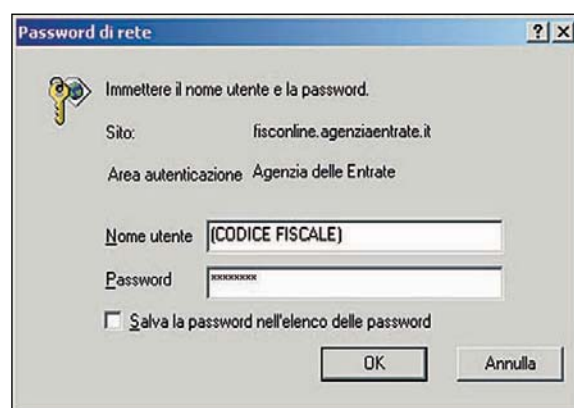 Password di rete
Immettere il nome utente e la password.
Sito: fisconline.agenziaentrate.it
Area autenticazione Agenzia delle Entrate
Nome utente (CODICE FISCALE)
Password xxxxxxxx
Salva la password nell'elenco delle password
OK Annulla